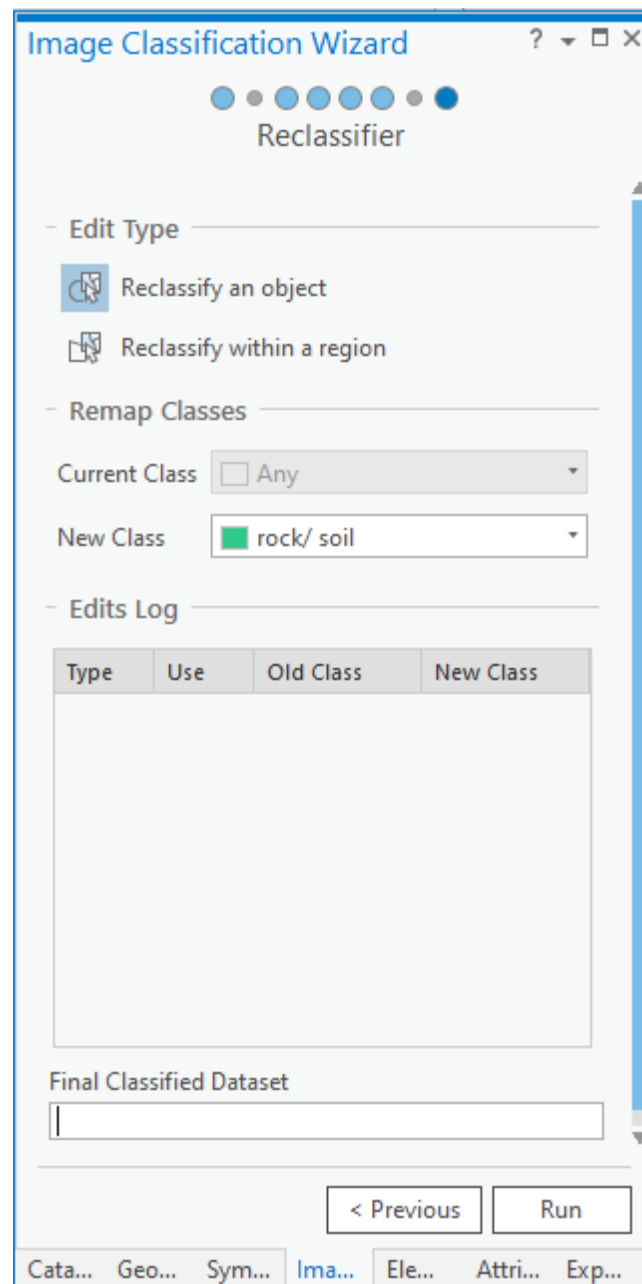 Image Classification Wizard ?
Reclassifier
Edit Type
Reclassify an object
Reclassify within a region
Remap Classes
Current Class Any
New Class rock/ soil
Edits Log
Type Use Old Class New Class
Final Classified Dataset
< Previous Run
Cata... Geo... Sym... Ima... Ele... Attri... Exp...